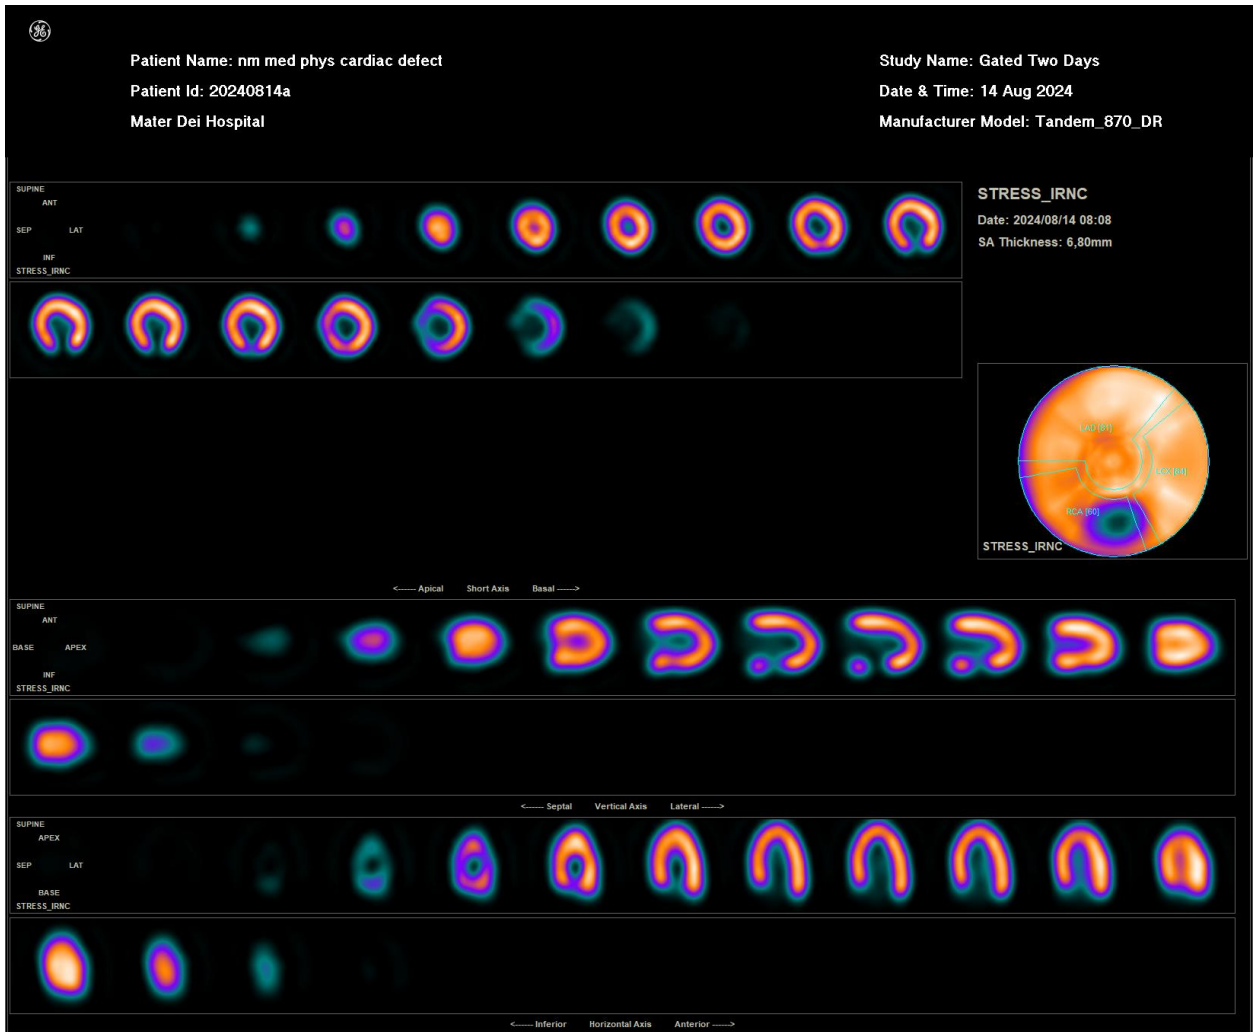 Patient Name: nm med phys cardiac defect
Study Name: Gated Two Days
Patient Id: 20240814a
Date & Time: 14 Aug 2024
Mater Dei Hospital
Manufacturer Model: Tandem_870_DR
SUPINE
ANT
SEP LAT
INF
STRESS_IRNC
STRESS_IRNC
Date: 2024/08/14 08:08
SA Thickness: 6,80mm
LAD [81]
LCX [84]
RCA [60]
STRESS_IRNC
<------ Apical Short Axis Basal ------>
SUPINE
ANT
BASE APEX
INF
STRESS_IRNC
<------ Septal Vertical Axis Lateral ------>
SUPINE
APEX
SEP LAT
BASE
STRESS_IRNC
<------ Inferior Horizontal Axis Anterior ------>